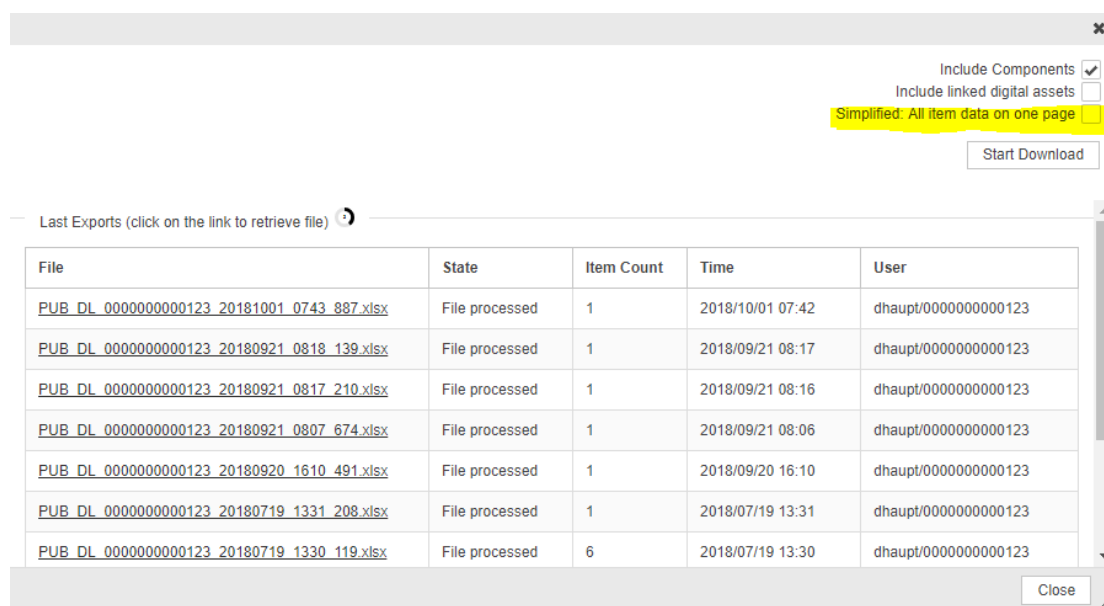 Include Components
Include linked digital assets
Simplified: All item data on one page
Start Download
Last Exports (click on the link to retrieve file)
File State Item Count Time User
PUB_DL_0000000000123_20181001_0743_887.xlsx File processed 1 2018/10/01 07:42 dhaupt/0000000000123
PUB_DL_0000000000123_20180921_0818_139.xlsx File processed 1 2018/09/21 08:17 dhaupt/0000000000123
PUB_DL_0000000000123_20180921_0817_210.xlsx File processed 1 2018/09/21 08:16 dhaupt/0000000000123
PUB_DL_0000000000123_20180921_0807_674.xlsx File processed 1 2018/09/21 08:06 dhaupt/0000000000123
PUB_DL_0000000000123_20180920_1610_491.xlsx File processed 1 2018/09/20 16:10 dhaupt/0000000000123
PUB_DL_0000000000123_20180719_1331_208.xlsx File processed 1 2018/07/19 13:31 dhaupt/0000000000123
PUB_DL_0000000000123_20180719_1330_119.xlsx File processed 6 2018/07/19 13:30 dhaupt/0000000000123
Close